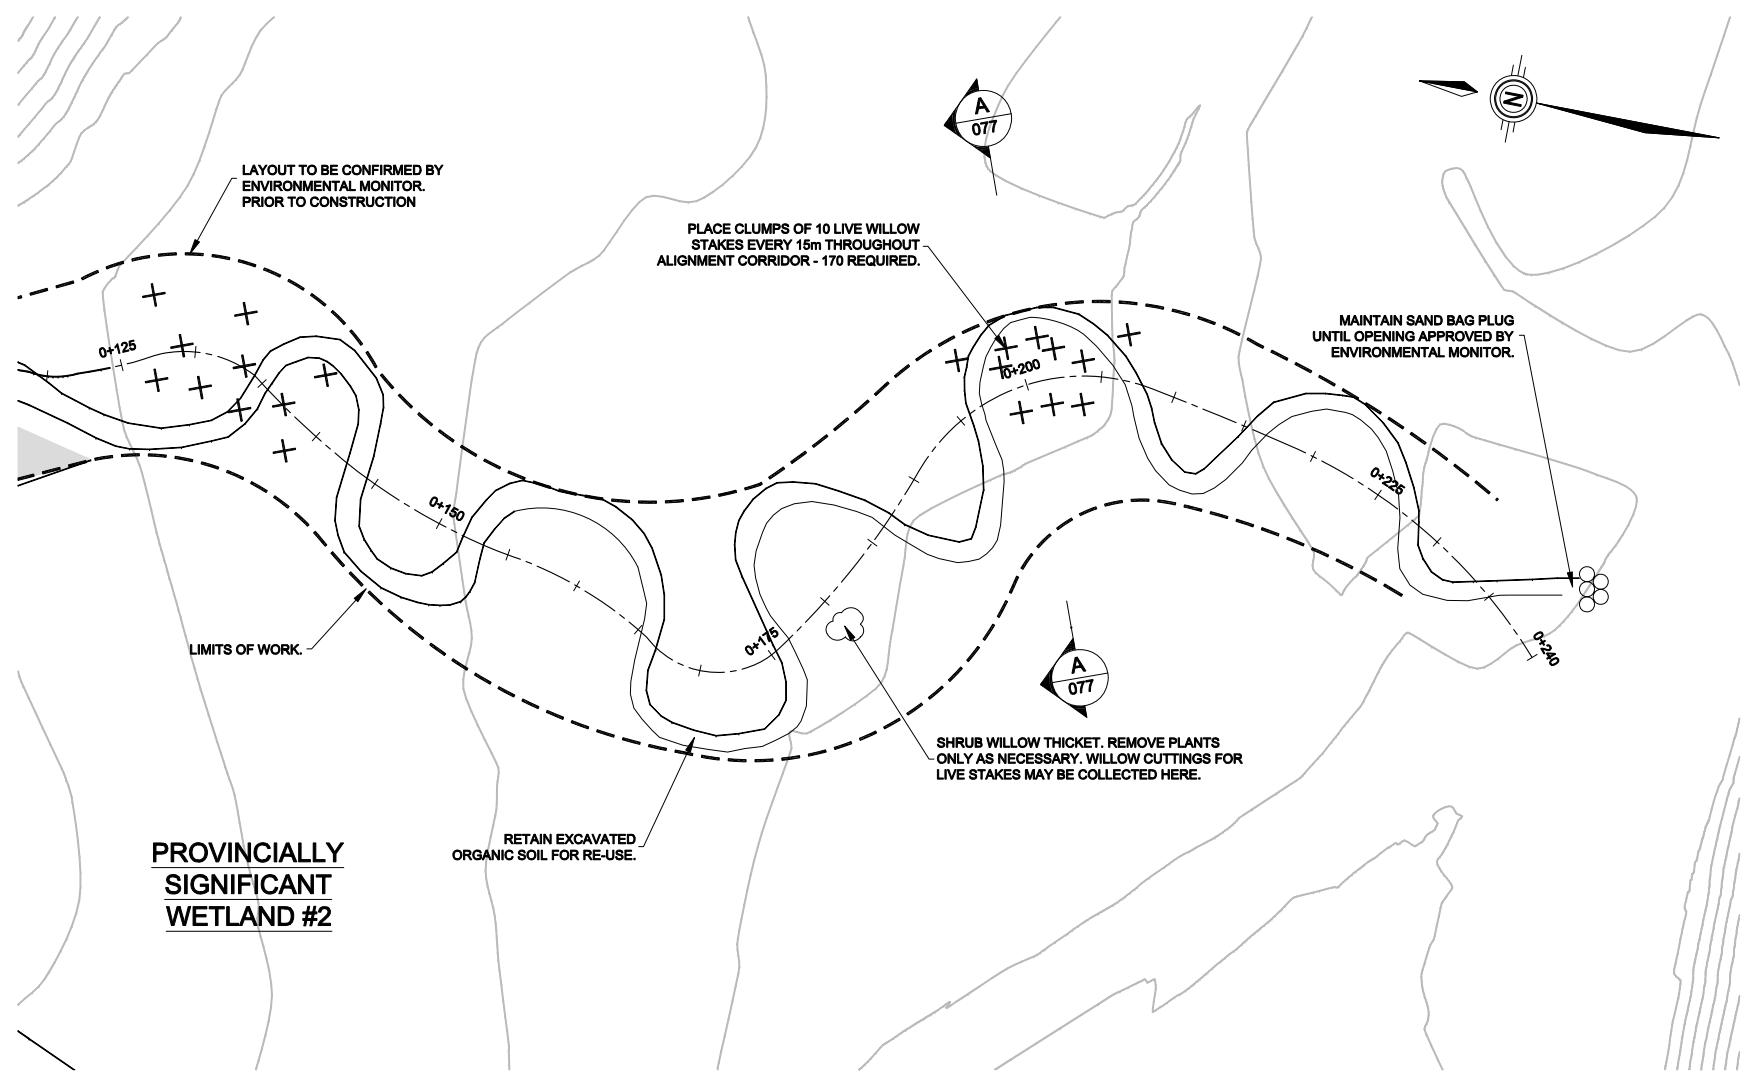 A
077
N
LAYOUT TO BE CONFIRMED BY
ENVIRONMENTAL MONITOR.
PRIOR TO CONSTRUCTION
PLACE CLUMPS OF 10 LIVE WILLOW
STAKES EVERY 15m THROUGHOUT
ALIGNMENT CORRIDOR - 170 REQUIRED.
MAINTAIN SAND BAG PLUG
UNTIL OPENING APPROVED BY
ENVIRONMENTAL MONITOR.
0+125
0+200
0+225
0+150
0+175
0+240
LIMITS OF WORK.
A
077
SHRUB WILLOW THICKET. REMOVE PLANTS
ONLY AS NECESSARY. WILLOW CUTTINGS FOR
LIVE STAKES MAY BE COLLECTED HERE.
RETAIN EXCAVATED
ORGANIC SOIL FOR RE-USE.
PROVINCIALLY
SIGNIFICANT
WETLAND #2